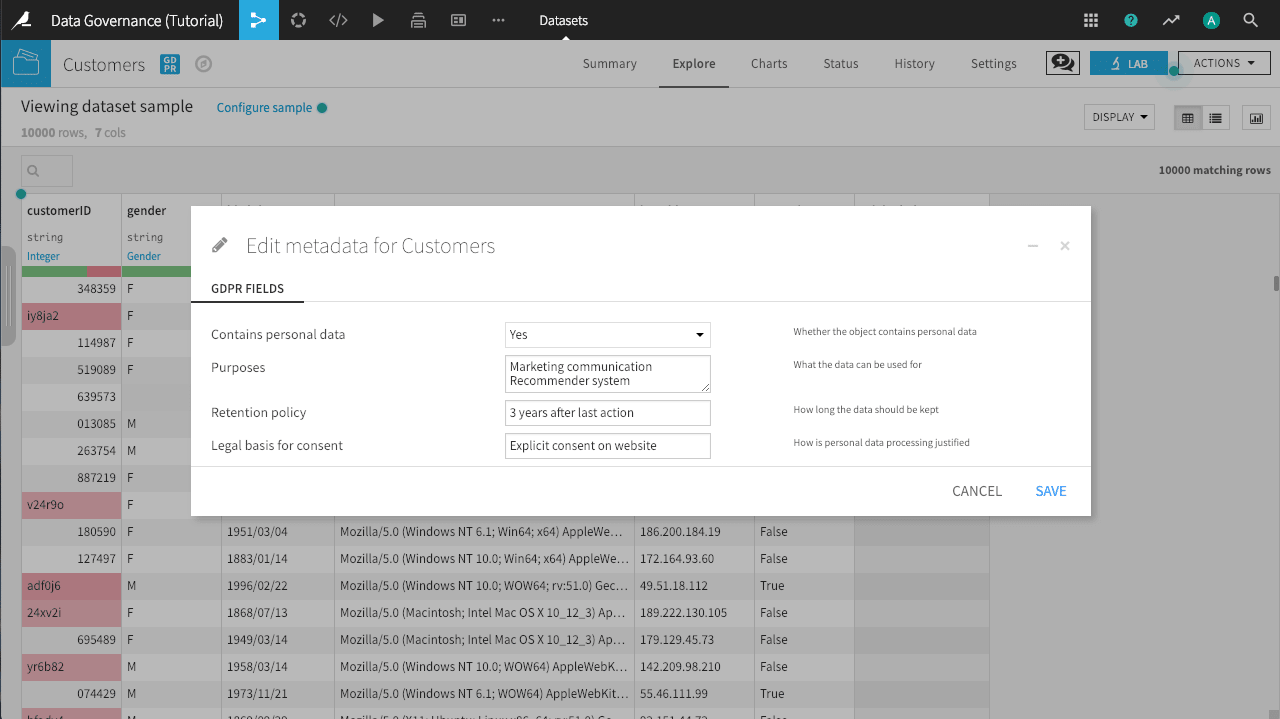 Data Governance (Tutorial) </> ? Datasets A
Customers GD PR Summary Explore Charts Status History Settings LAB ACTIONS
Viewing dataset sample Configure sample
10000 rows, 7 cols DISPLAY
10000 matching rows
customerID gender
string string
Integer Gender
Edit metadata for Customers
GDPR FIELDS
Contains personal data Yes Whether the object contains personal data
Purposes Marketing communication What the data can be used for
Recommender system
Retention policy 3 years after last action How long the data should be kept
Legal basis for consent Explicit consent on website How is personal data processing justified
CANCEL SAVE
348359 F
iy8ja2 F
114987 F
519089 F
639573
013085 M
263754 M
887219 F
v24r9o F
180590 F 1951/03/04 Mozilla/5.0 (Windows NT 6.1; Win64; x64) AppleWe... 186.200.184.19 False
127497 F 1883/01/14 Mozilla/5.0 (Windows NT 10.0; Win64; x64) AppleWe... 172.164.93.60 False
adf0j6 M 1996/02/22 Mozilla/5.0 (Windows NT 10.0; WOW64; rv:51.0) Gec... 49.51.18.112 True
24xv2i F 1868/07/13 Mozilla/5.0 (Macintosh; Intel Mac OS X 10_12_3) Ap... 189.222.130.105 False
695489 F 1949/03/14 Mozilla/5.0 (Macintosh; Intel Mac OS X 10_12_3) Ap... 179.129.45.73 False
yr6b82 M 1958/03/14 Mozilla/5.0 (Windows NT 10.0; WOW64) AppleWebK... 142.209.98.210 False
074429 M 1973/11/21 Mozilla/5.0 (Windows NT 6.1; WOW64) AppleWebKit... 55.46.111.99 True